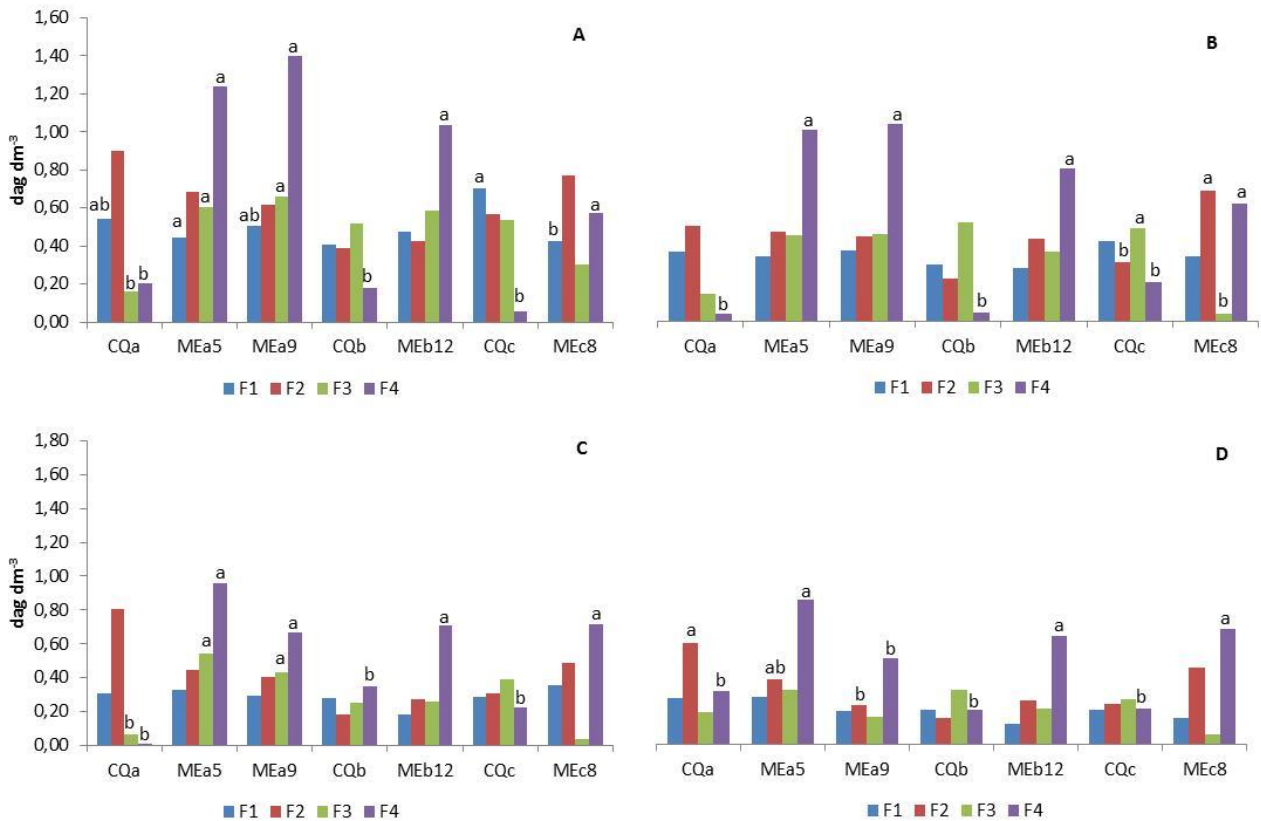 A
dag dm-3
1,60
1,40
1,20
1,00
0,80
0,60
0,40
0,20
0,00
ab b b
a a a
ab a a
b
a
a b
b a
CQa MEa5 MEa9 CQb MEb12 CQc MEc8
F1 F2 F3 F4
B
b
a
a
b
a
b a b
a b a
CQa MEa5 MEa9 CQb MEb12 CQc MEc8
F1 F2 F3 F4
C
dag dm-3
1,80
1,60
1,40
1,20
1,00
0,80
0,60
0,40
0,20
0,00
b b
a a
a a
b
a
b
a
CQa MEa5 MEa9 CQb MEb12 CQc MEc8
F1 F2 F3 F4
D
a b
ab a
b b
b
a
b
a
CQa MEa5 MEa9 CQb MEb12 CQc MEc8
F1 F2 F3 F4